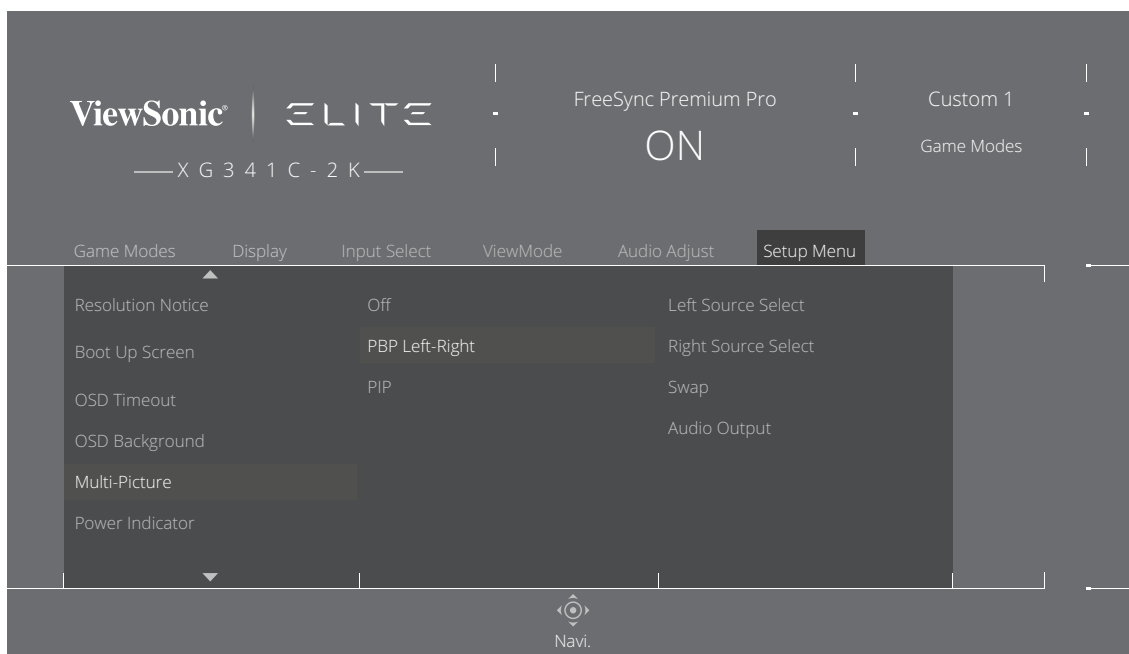 ViewSonic® ELITE
XG341C-2K
FreeSync Premium Pro
ON
Custom 1
Game Modes
Game Modes Display Input Select ViewMode Audio Adjust Setup Menu
Resolution Notice Off Left Source Select
Boot Up Screen PBP Left-Right Right Source Select
OSD Timeout PIP Swap
OSD Background Audio Output
Multi-Picture
Power Indicator
Navi.